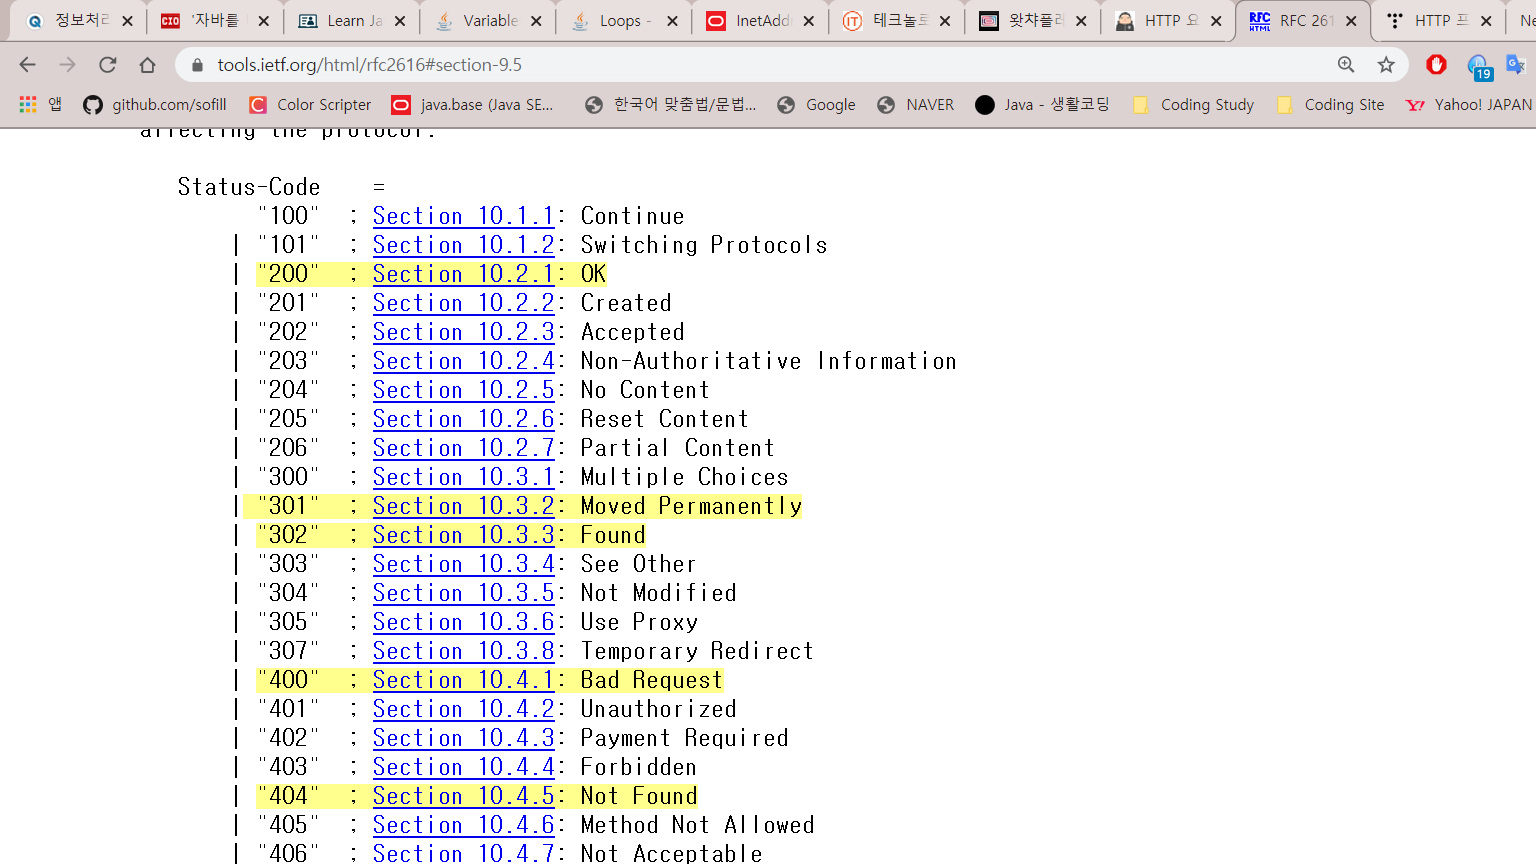 정보처리 CIO '자바를 Learn Ja Variable Loops - InetAddr IT 테크놀로 왓챠플레 HTTP 요 RFC HTML RFC 261 HTTP 프 Ne
tools.ietf.org/html/rfc2616#section-9.5 19
앱 github.com/sofill Color Scripter java.base (Java SE... 한국어 맞춤법/문법... Google NAVER Java - 생활코딩 Coding Study Coding Site Yahoo! JAPAN
affecting the protocol.
Status-Code =
"100" ; Section 10.1.1: Continue
| "101" ; Section 10.1.2: Switching Protocols
| "200" ; Section 10.2.1: OK
| "201" ; Section 10.2.2: Created
| "202" ; Section 10.2.3: Accepted
| "203" ; Section 10.2.4: Non-Authoritative Information
| "204" ; Section 10.2.5: No Content
| "205" ; Section 10.2.6: Reset Content
| "206" ; Section 10.2.7: Partial Content
| "300" ; Section 10.3.1: Multiple Choices
| "301" ; Section 10.3.2: Moved Permanently
| "302" ; Section 10.3.3: Found
| "303" ; Section 10.3.4: See Other
| "304" ; Section 10.3.5: Not Modified
| "305" ; Section 10.3.6: Use Proxy
| "307" ; Section 10.3.8: Temporary Redirect
| "400" ; Section 10.4.1: Bad Request
| "401" ; Section 10.4.2: Unauthorized
| "402" ; Section 10.4.3: Payment Required
| "403" ; Section 10.4.4: Forbidden
| "404" ; Section 10.4.5: Not Found
| "405" ; Section 10.4.6: Method Not Allowed
| "406" ; Section 10.4.7: Not Acceptable